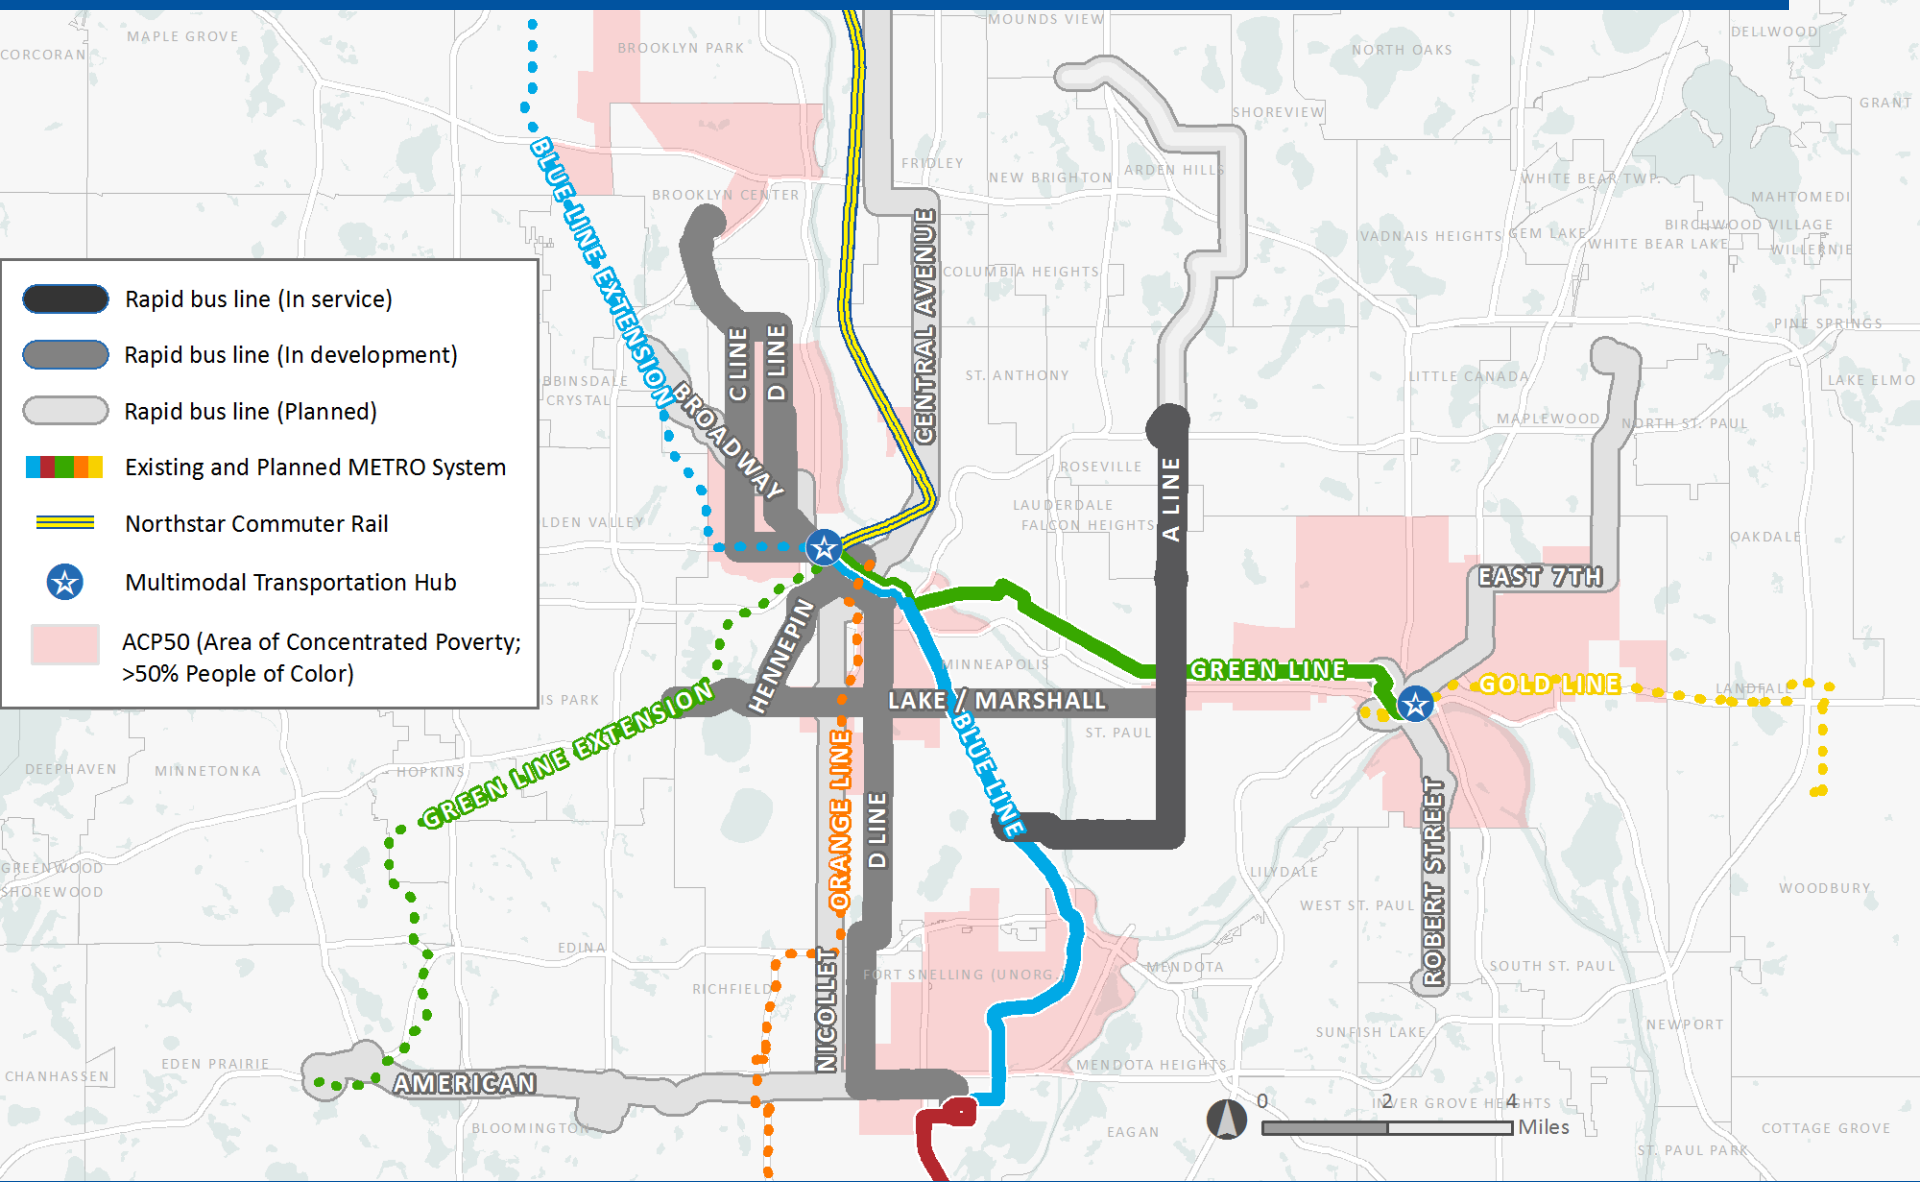 MOUNDS VIEW
DELLWOOD
MAPLE GROVE
BROOKLYN PARK
NORTH OAKS
CORCORAN
GRANT
SHOREVIEW
FRIDLEY
ARDEN HILLS
NEW BRIGHTON
WHITE BEAR TWP.
BROOKLYN CENTER
MAHTOMEDI
BIRCHWOOD VILLAGE
VADNAIS HEIGHTS
GEM LAKE
WHITE BEAR LAKE
WILLERNIE
BLUE LINE EXTENSION
CENTRAL AVENUE
COLUMBIA HEIGHTS
Rapid bus line (In service)
Rapid bus line (In development)
Rapid bus line (Planned)
Existing and Planned METRO System
Northstar Commuter Rail
Multimodal Transportation Hub
ACP50 (Area of Concentrated Poverty;
>50% People of Color)
PINE SPRINGS
C LINE
D LINE
BBINSDALE
CRYSTAL
ST. ANTHONY
LITTLE CANADA
LAKE ELMO
BROADWAY
MAPLEWOOD
NORTH ST. PAUL
ROSEVILLE
A LINE
LAUDERDALE
FALCON HEIGHTS
LDEN VALLEY
OAKDALE
EAST 7TH
HENNEPIN
MINNEAPOLIS
GREEN LINE
GOLD LINE
LANDFALL
IS PARK
LAKE / MARSHALL
ST. PAUL
GREEN LINE EXTENSION
BLUE LINE
DEEPHAVEN
MINNETONKA
HOPKINS
ORANGE LINE
D LINE
ROBERT STREET
GREENWOOD
SHOREWOOD
LILYDALE
WOODBURY
WEST ST. PAUL
EDINA
NICOLLET
FORT SNELLING (UNORG.)
MENDOTA
SOUTH ST. PAUL
RICHFIELD
NEWPORT
SUNFISH LAKE
EDEN PRAIRIE
MENDOTA HEIGHTS
CHANHASSEN
AMERICAN
INVER GROVE HEIGHTS
0 2 4
Miles
BLOOMINGTON
EAGAN
COTTAGE GROVE
ST. PAUL PARK